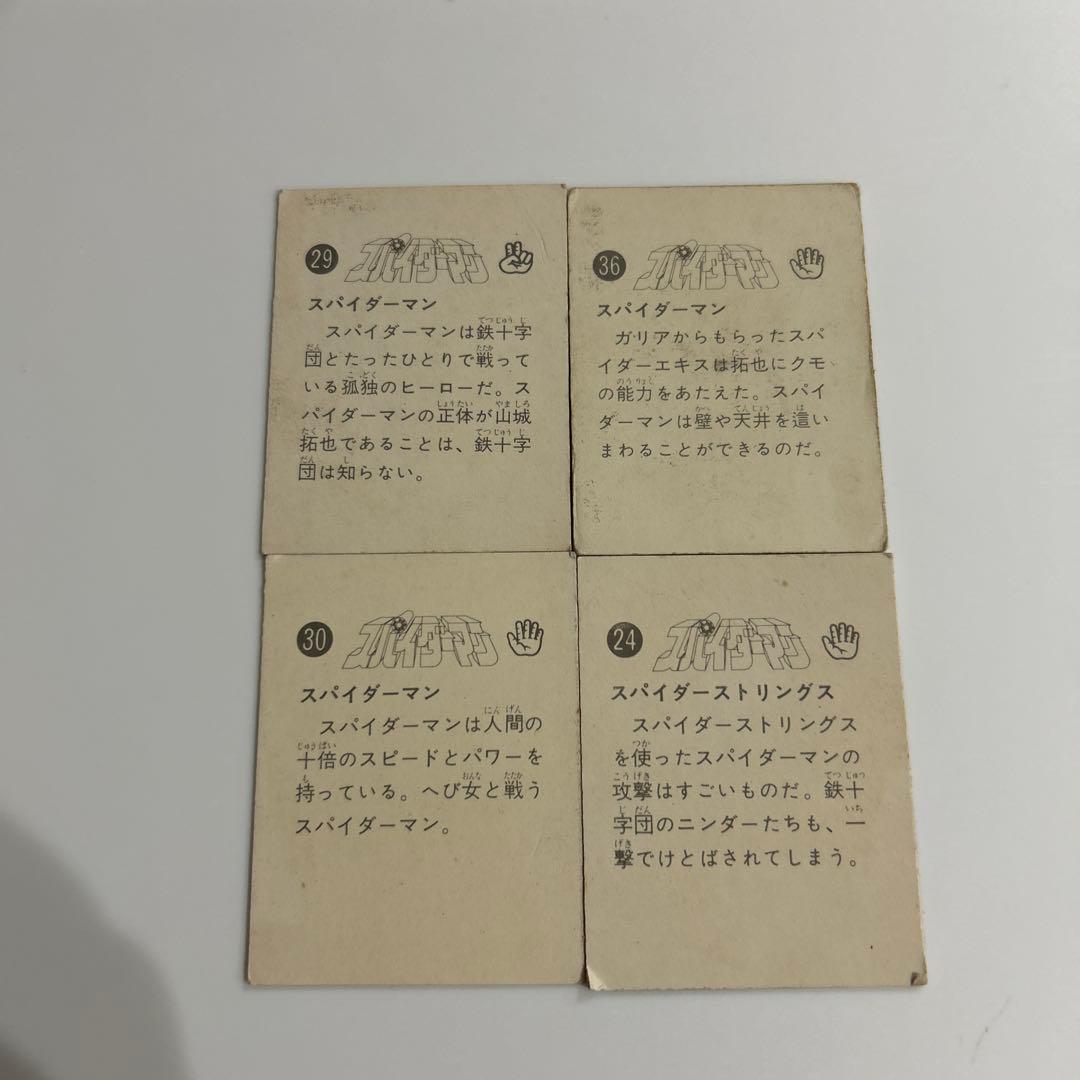 29
スパイダーマン
スパイダーマン
スパイダーマンは鉄十字
団とたったひとりで戦って
いる孤独のヒーローだ。ス
パイダーマンの正体が山城
拓也であることは、鉄十字
団は知らない。
36
スパイダーマン
スパイダーマン
ガリアからもらったスパ
イダーエキスは拓也にクモ
の能力をあたえた。スパイ
ダーマンは壁や天井を這い
まわることができるのだ。
30
スパイダーマン
スパイダーマン
スパイダーマンは人間の
十倍のスピードとパワーを
持っている。へび女と戦う
スパイダーマン。
24
スパイダーマン
スパイダーストリングス
スパイダーストリングス
を使ったスパイダーマンの
攻撃はすごいものだ。鉄十
字団のニンダーたちも、一
撃でけとばされてしまう。